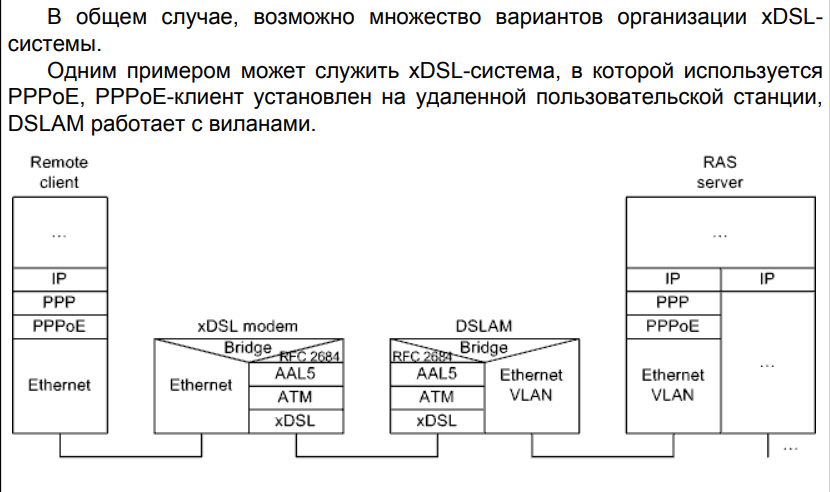 В общем случае, возможно множество вариантов организации xDSL-
системы.
Одним примером может служить xDSL-система, в которой используется
PPPoE, PPPoE-клиент установлен на удаленной пользовательской станции,
DSLAM работает с виланами.
Remote
client
...
IP
PPP
PPPoE
Ethernet
xDSL modem
Bridge
RFC 2684
Ethernet
AAL5
ATM
xDSL
DSLAM
Bridge
RFC 2684
AAL5
ATM
xDSL
Ethernet
VLAN
RAS
server
...
IP
IP
PPP
PPPoE
Ethernet
VLAN
...
...